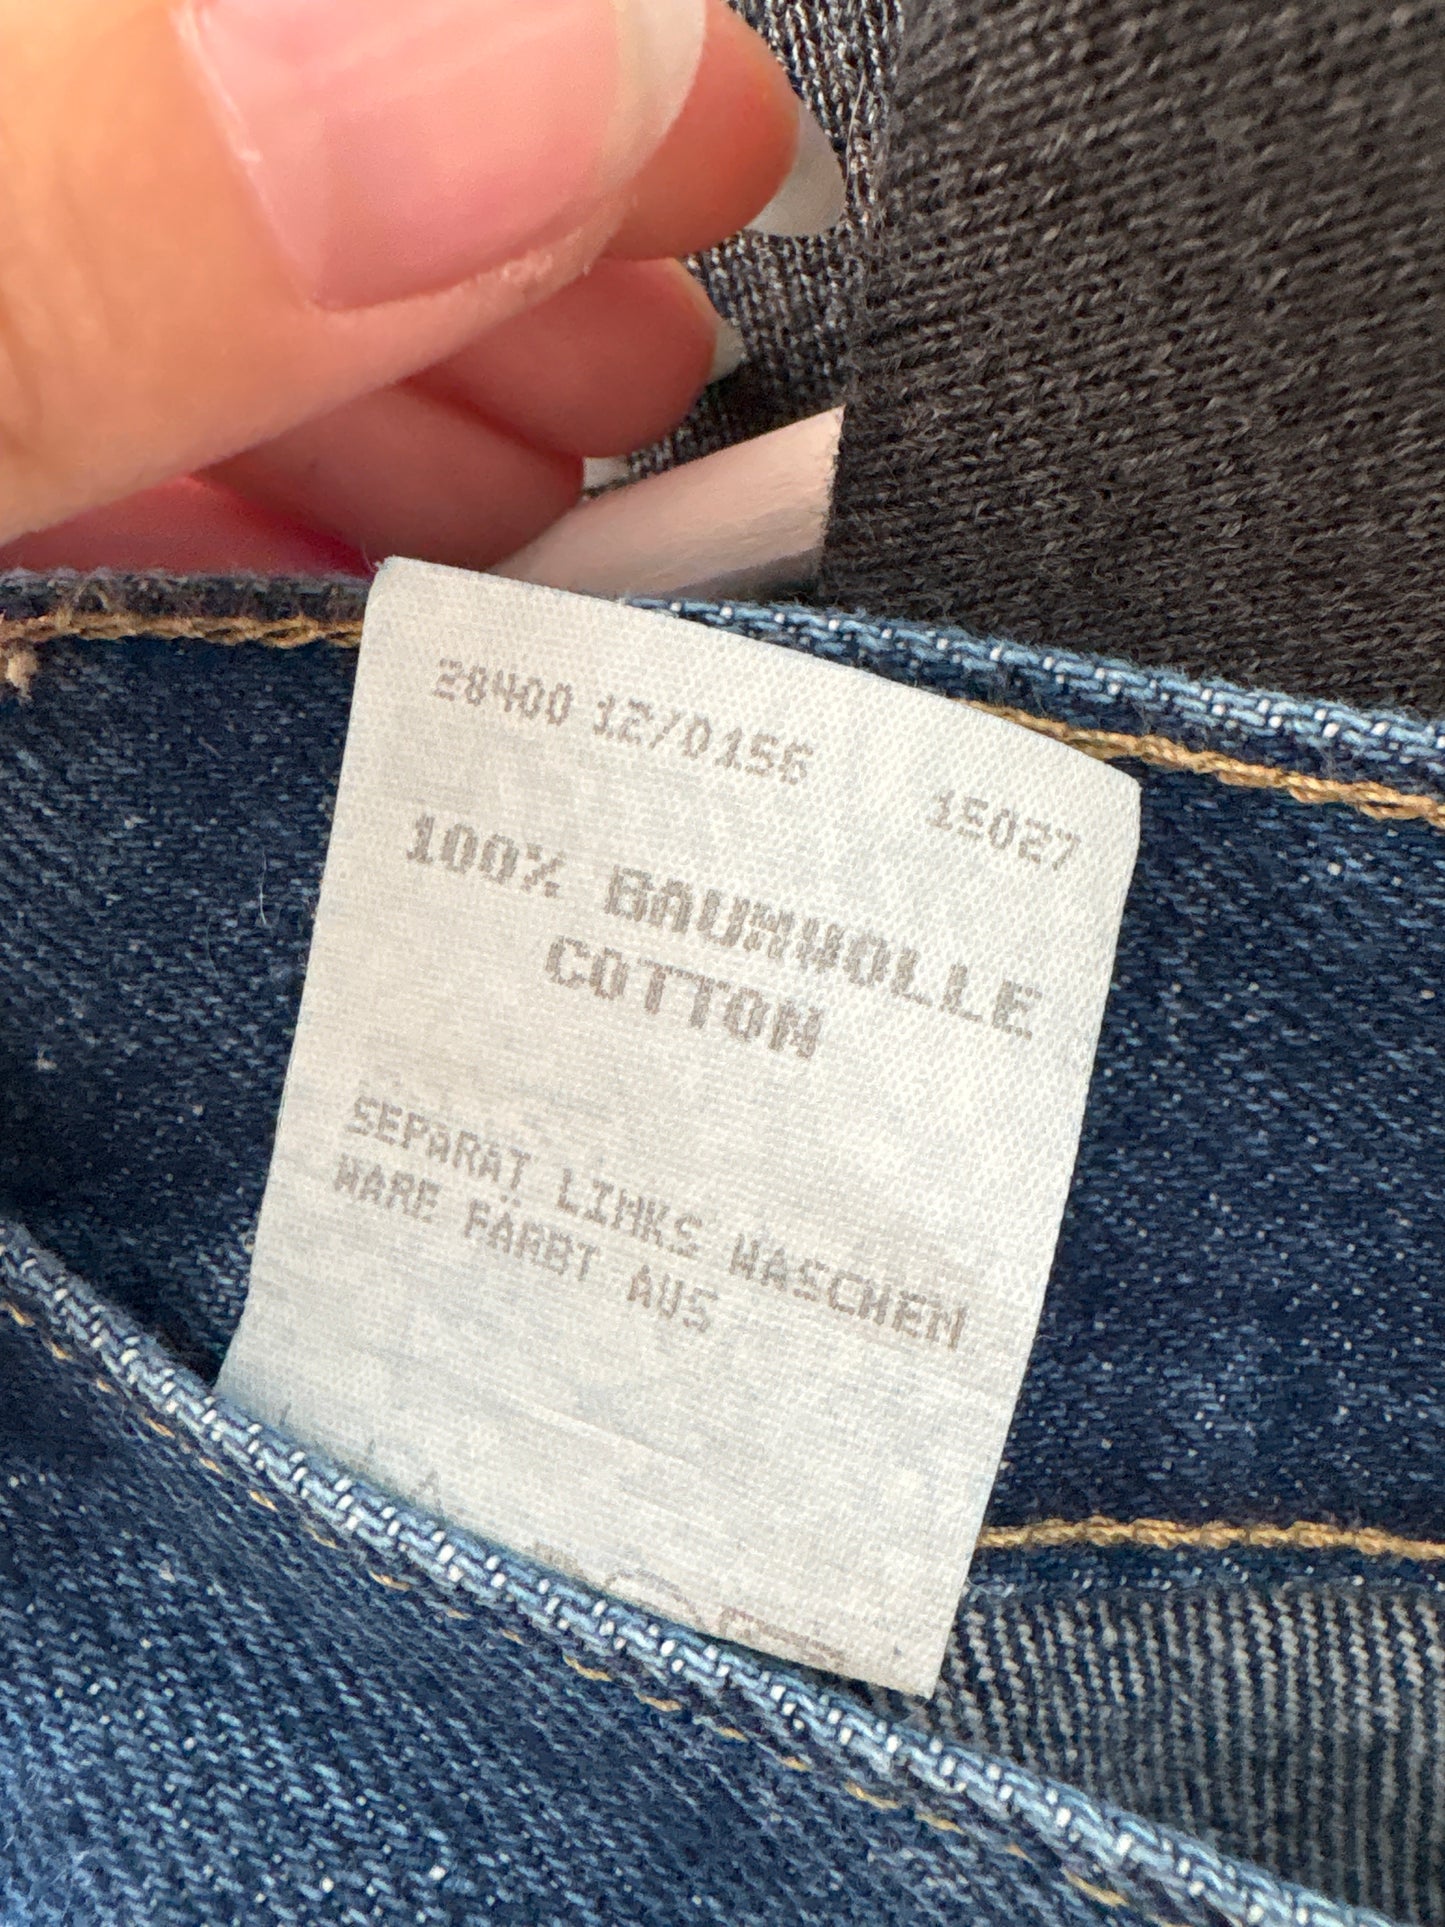 28400 12/0156 15027
100% BAUMWOLLE
COTTON
SEPARAT LINKS WASCHEN
WARE FÄRBT AUS